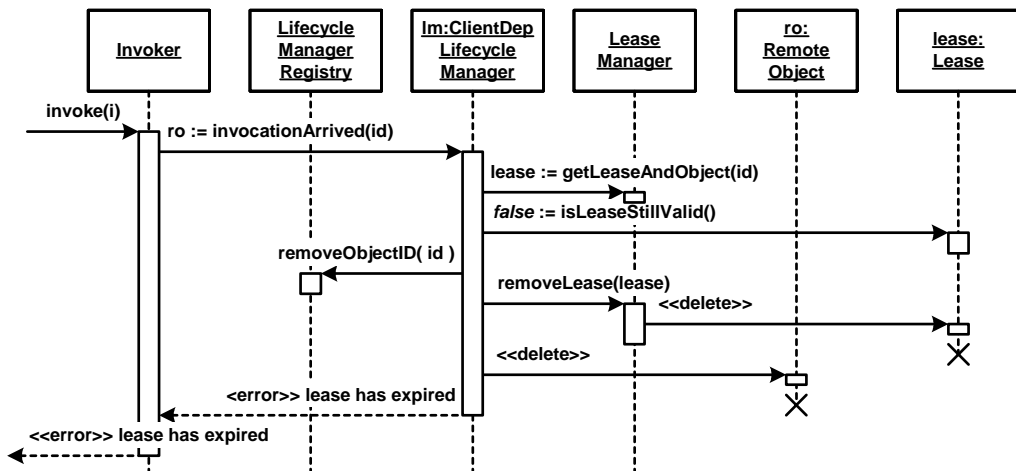 Invoker
Lifecycle
Manager
Registry
lm:ClientDep
Lifecycle
Manager
Lease
Manager
ro:
Remote
Object
lease:
Lease
invoke(i)
ro := invocationArrived(id)
lease := getLeaseAndObject(id)
false := isLeaseStillValid()
removeObjectID( id )
removeLease(lease)
<<delete>>
<<delete>>
<error>> lease has expired
<<error>> lease has expired